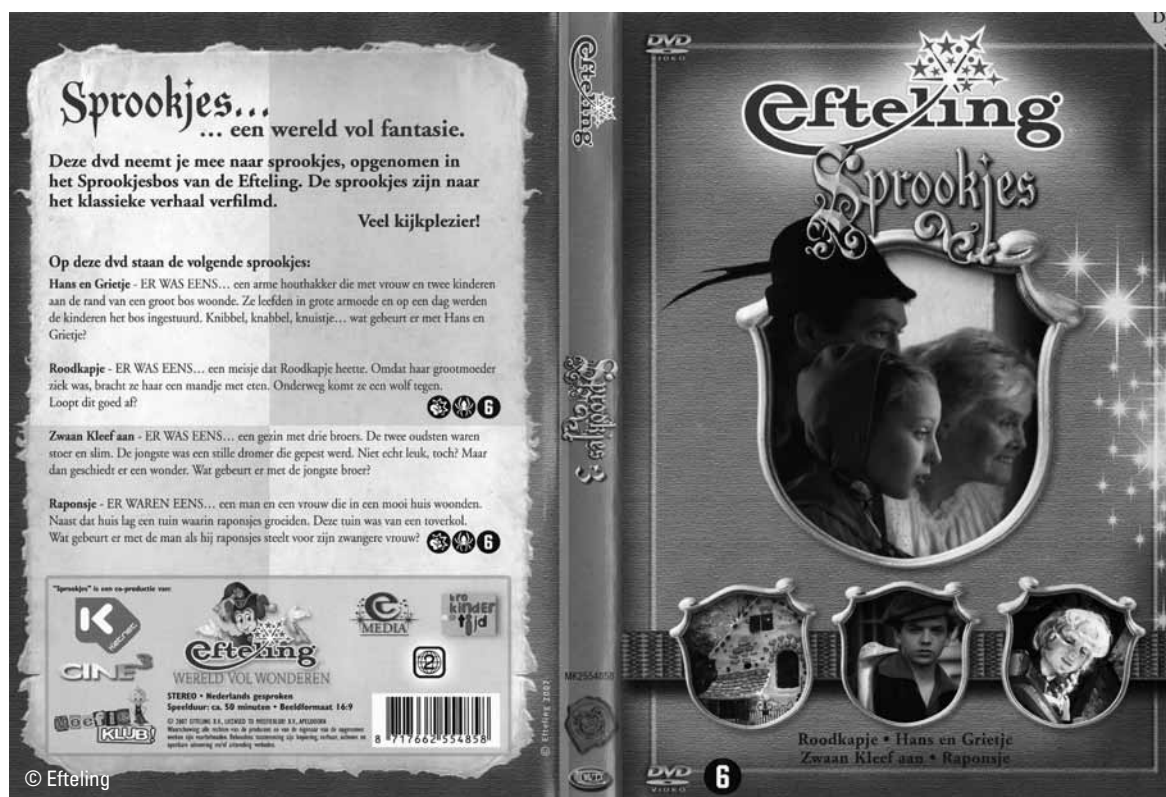 Sprookjes...
... een wereld vol fantasie.
Deze dvd neemt je mee naar sprookjes, opgenomen in
het Sprookjesbos van de Efteling. De sprookjes zijn naar
het klassieke verhaal verfilmd.
Veel kijkplezier!
Op deze dvd staan de volgende sprookjes:
Hans en Grietje - ER WAS EENS... een arme houthakker die met vrouw en twee kinderen
aan de rand van een groot bos woonde. Ze leefden in grote armoede en op een dag werden
de kinderen het bos ingestuurd. Knibbel, knabbel, knuistje... wat gebeurt er met Hans en
Grietje?
Roodkapje - ER WAS EENS... een meisje dat Roodkapje heette. Omdat haar grootmoeder
ziek was, bracht ze haar een mandje met eten. Onderweg komt ze een wolf tegen.
Loopt dit goed af?
6
Zwaan Kleef aan - ER WAS EENS... een gezin met drie broers. De twee oudsten waren
stoer en slim. De jongste was een stille dromer die gepest werd. Niet echt leuk, toch? Maar
dan geschiedt er een wonder. Wat gebeurt er met de jongste broer?
Raponsje - ER WAREN EENS... een man en een vrouw die in een mooi huis woonden.
Naast dat huis lag een tuin waarin raponsjes groeiden. Deze tuin was van een toverkol.
Wat gebeurt er met de man als hij raponsjes steelt voor zijn zwangere vrouw?
6
"Sprookjes" is een co-productie van:
K
Ketnet
CINE3
KLUB!
efteling
WERELD VOL WONDEREN
e
MEDIA
kro
kinder
tijd
2
STEREO • Nederlands gesproken
Speelduur: ca. 50 minuten • Beeldformaat 16:9
8 717662 554858
© Efteling
efteling
Sprookjes 3
MK2554858
© Efteling 2007
DVD
DVD
VIDEO
efteling
Sprookjes
Roodkapje • Hans en Grietje
Zwaan Kleef aan • Raponsje
DVD
VIDEO
6